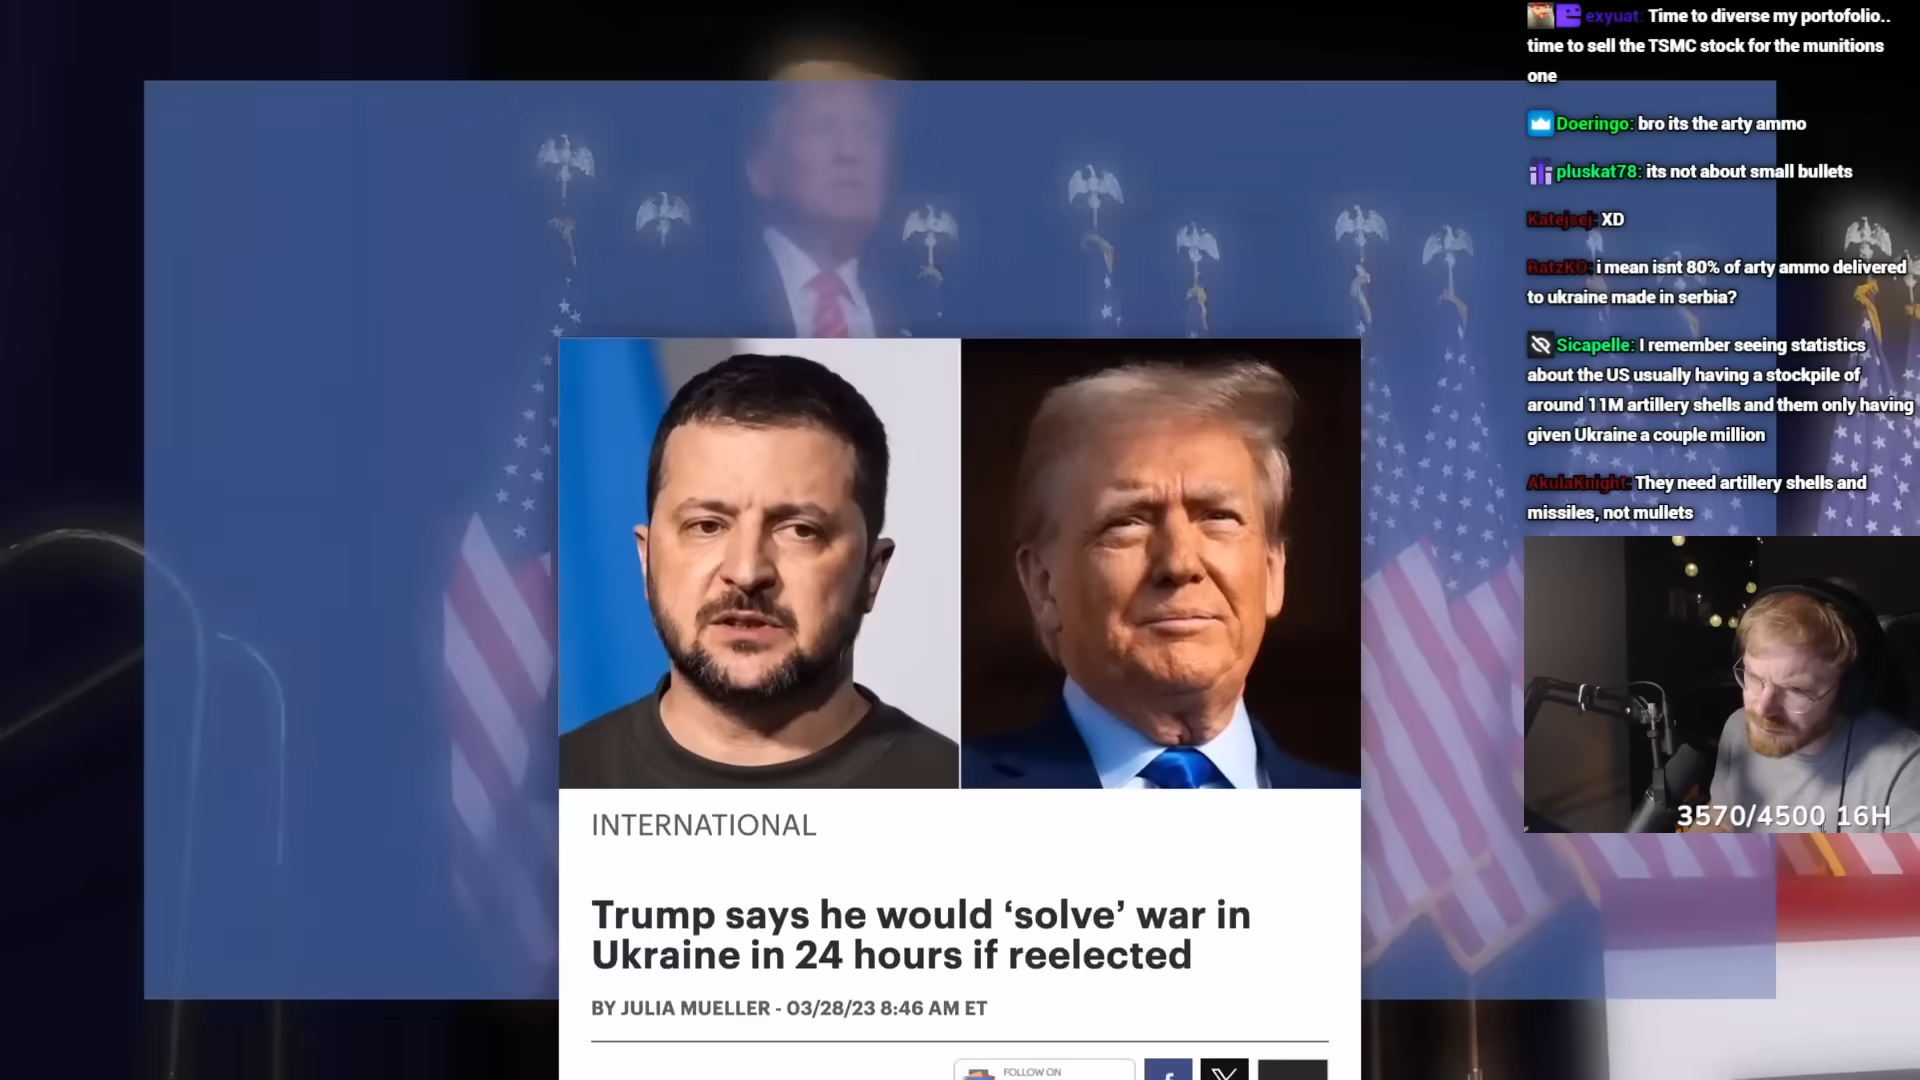 exyuat: Time to diverse my portofolio..
time to sell the TSMC stock for the munitions
one
Doeringo: bro its the arty ammo
pluskat78: its not about small bullets
Katejsej: XD
RatzKO: i mean isnt 80% of arty ammo delivered
to ukraine made in serbia?
Sicapelle: I remember seeing statistics
about the US usually having a stockpile of
around 11M artillery shells and them only having
given Ukraine a couple million
AkulaKnight: They need artillery shells and
missiles, not mullets
3570/4500 16H
INTERNATIONAL
Trump says he would ‘solve’ war in
Ukraine in 24 hours if reelected
BY JULIA MUELLER - 03/28/23 8:46 AM ET
FOLLOW ON